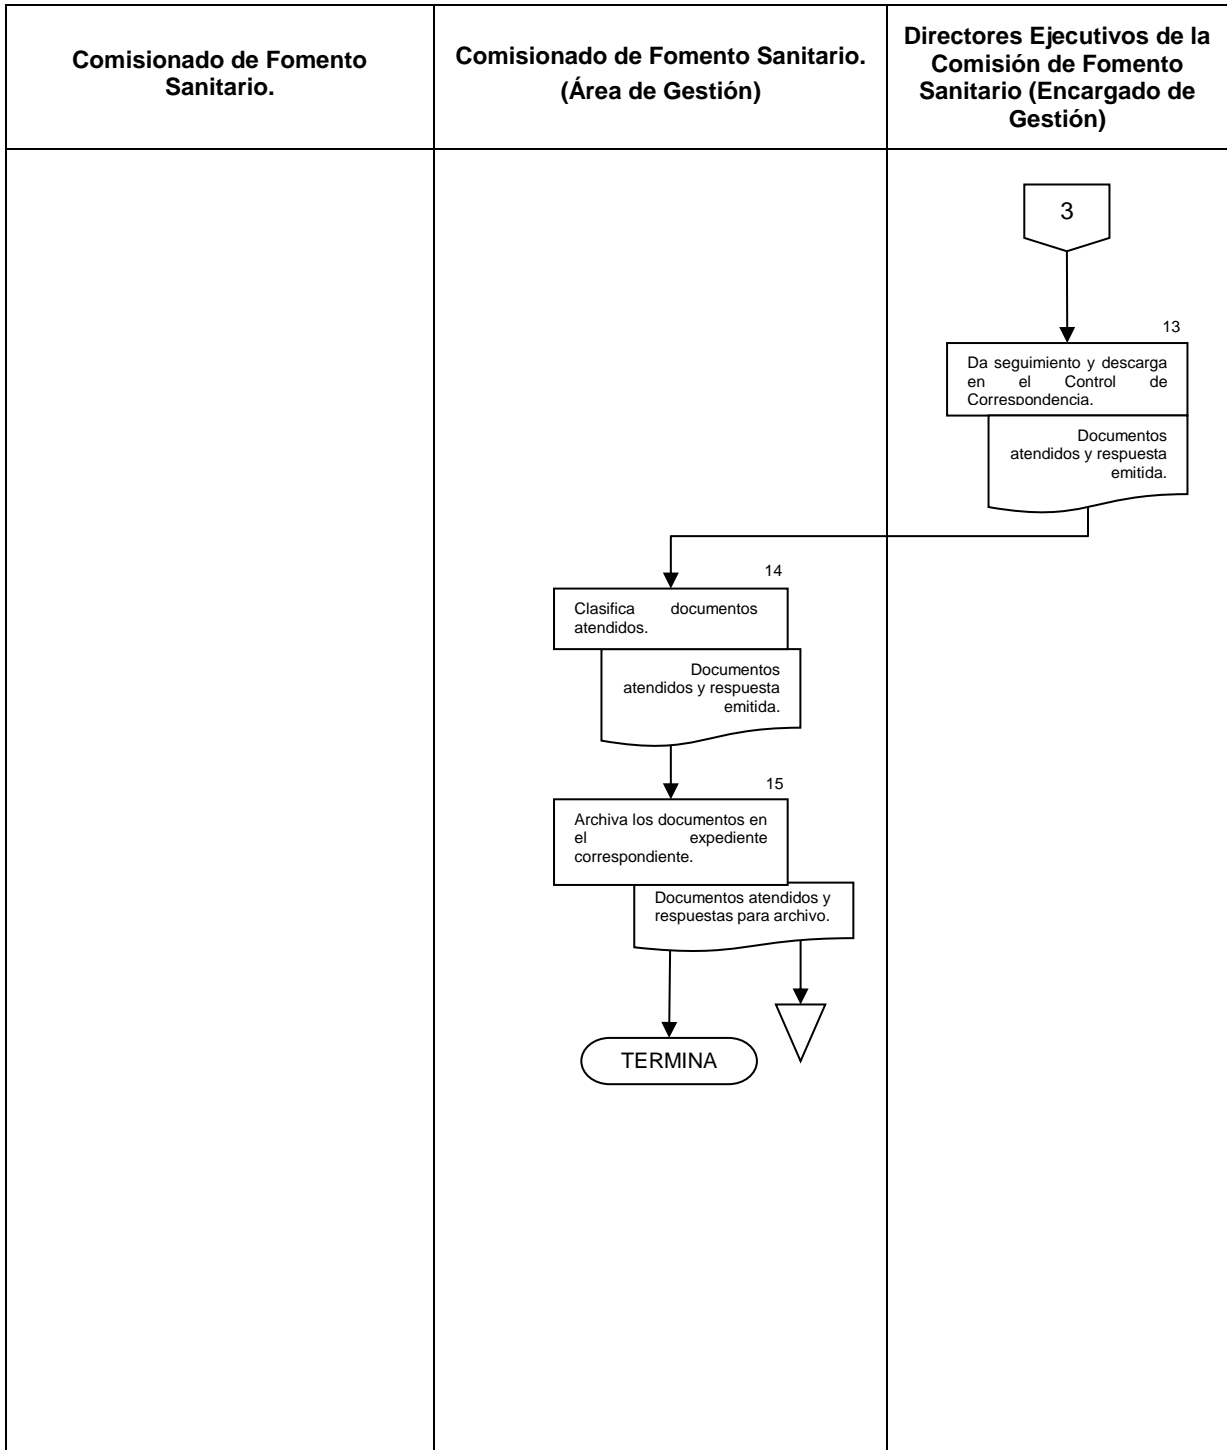 Comisionado de Fomento
Sanitario.
Comisionado de Fomento Sanitario.
(Área de Gestión)
Directores Ejecutivos de la
Comisión de Fomento
Sanitario (Encargado de
Gestión)
3
13
Da seguimiento y descarga
en el Control de
Correspondencia.
Documentos
atendidos y respuesta
emitida.
14
Clasifica documentos
atendidos.
Documentos
atendidos y respuesta
emitida.
15
Archiva los documentos en
el expediente
correspondiente.
Documentos atendidos y
respuestas para archivo.
TERMINA